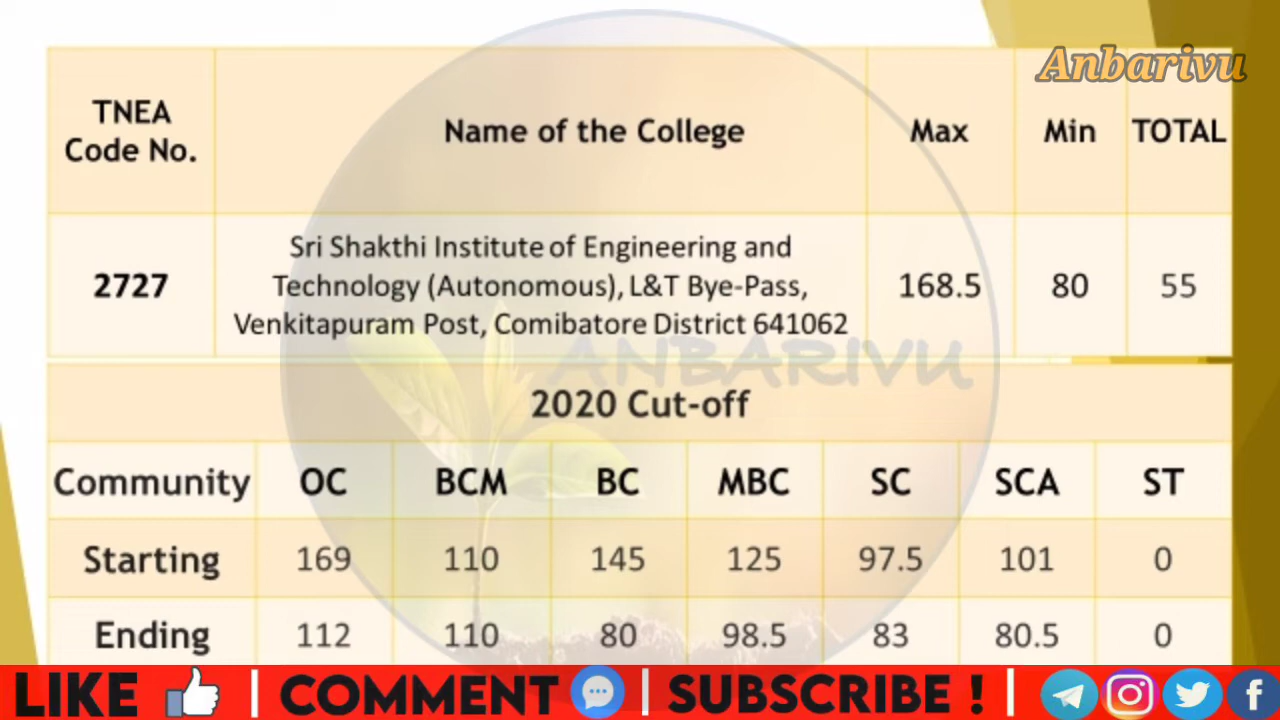 Anbarivu
TNEA
Code No.
Name of the College
Max
Min
TOTAL
2727
Sri Shakthi Institute of Engineering and
Technology (Autonomous), L&T Bye-Pass,
Venkitapuram Post, Comibatore District 641062
168.5
80
55
ANBARIVU
2020 Cut-off
Community OC BCM BC MBC SC SCA ST
Starting 169 110 145 125 97.5 101 0
Ending 112 110 80 98.5 83 80.5 0
LIKE | COMMENT | SUBSCRIBE ! |